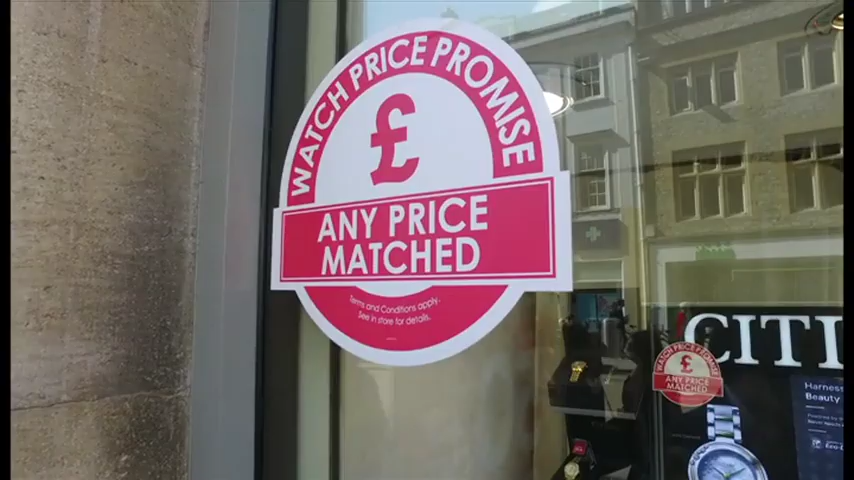 WATCH PRICE PROMISE
£
ANY PRICE
MATCHED
Terms and Conditions apply.
See in store for details.
CITI
WATCH PRICE PROMISE
£
ANY PRICE
MATCHED
Harness
Beauty